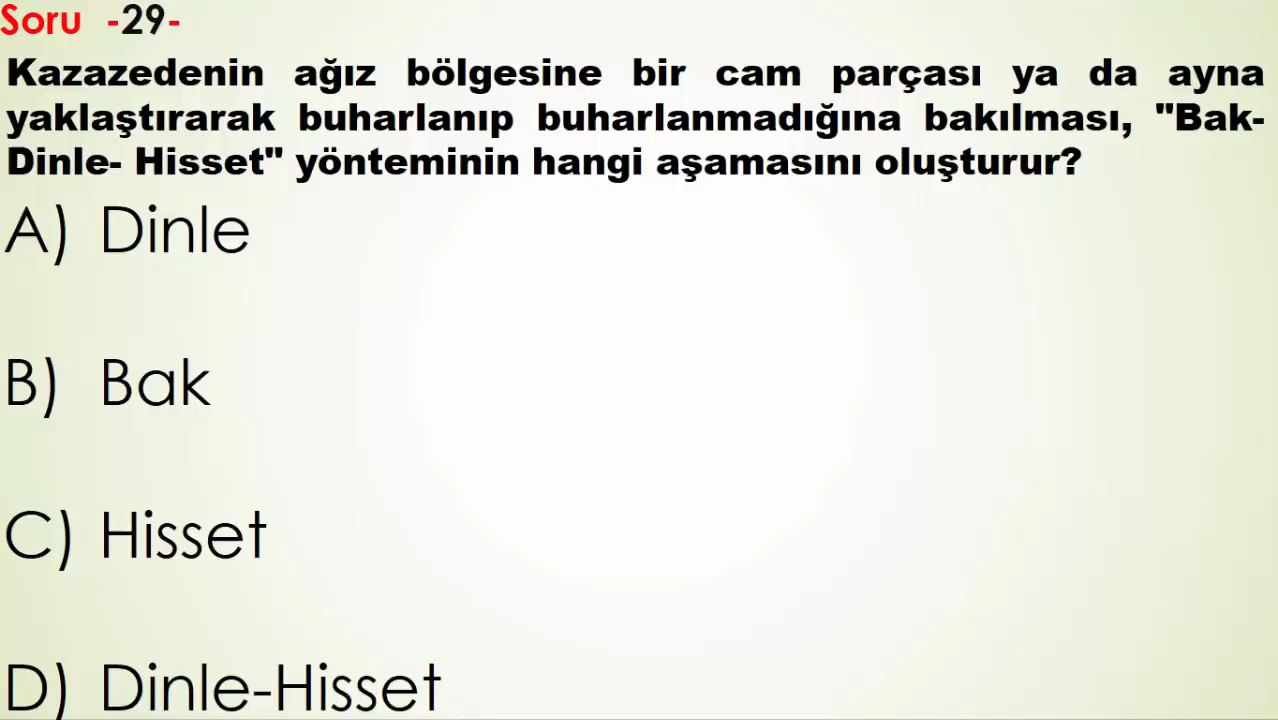 Soru -29-
Kazazedenin ağız bölgesine bir cam parçası ya da ayna
yaklaştırarak buharlanıp buharlanmadığına bakılması, "Bak-
Dinle- Hisset" yönteminin hangi aşamasını oluşturur?
A) Dinle
B) Bak
C) Hisset
D) Dinle-Hisset